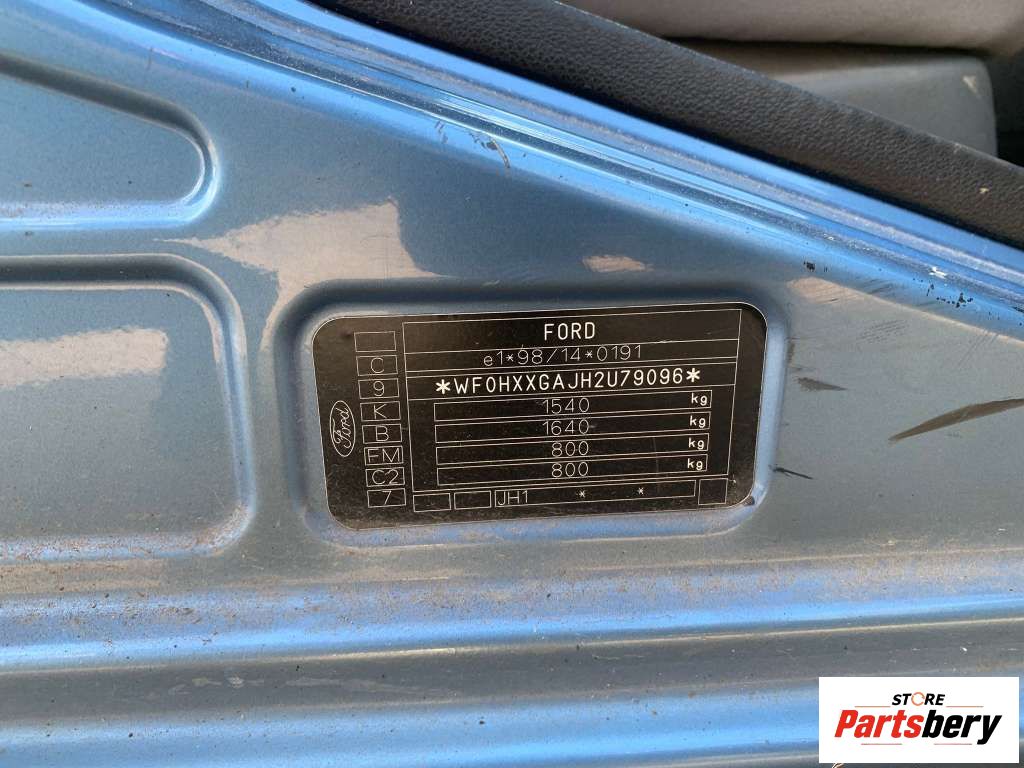 FORD
e1*98/14*0191
*WF0HXXGAJH2U79096*
1540 kg
1640 kg
800 kg
800 kg
JH1 * *
C
9
K
B
FM
C2
7
Ford
STORE
Partsbery